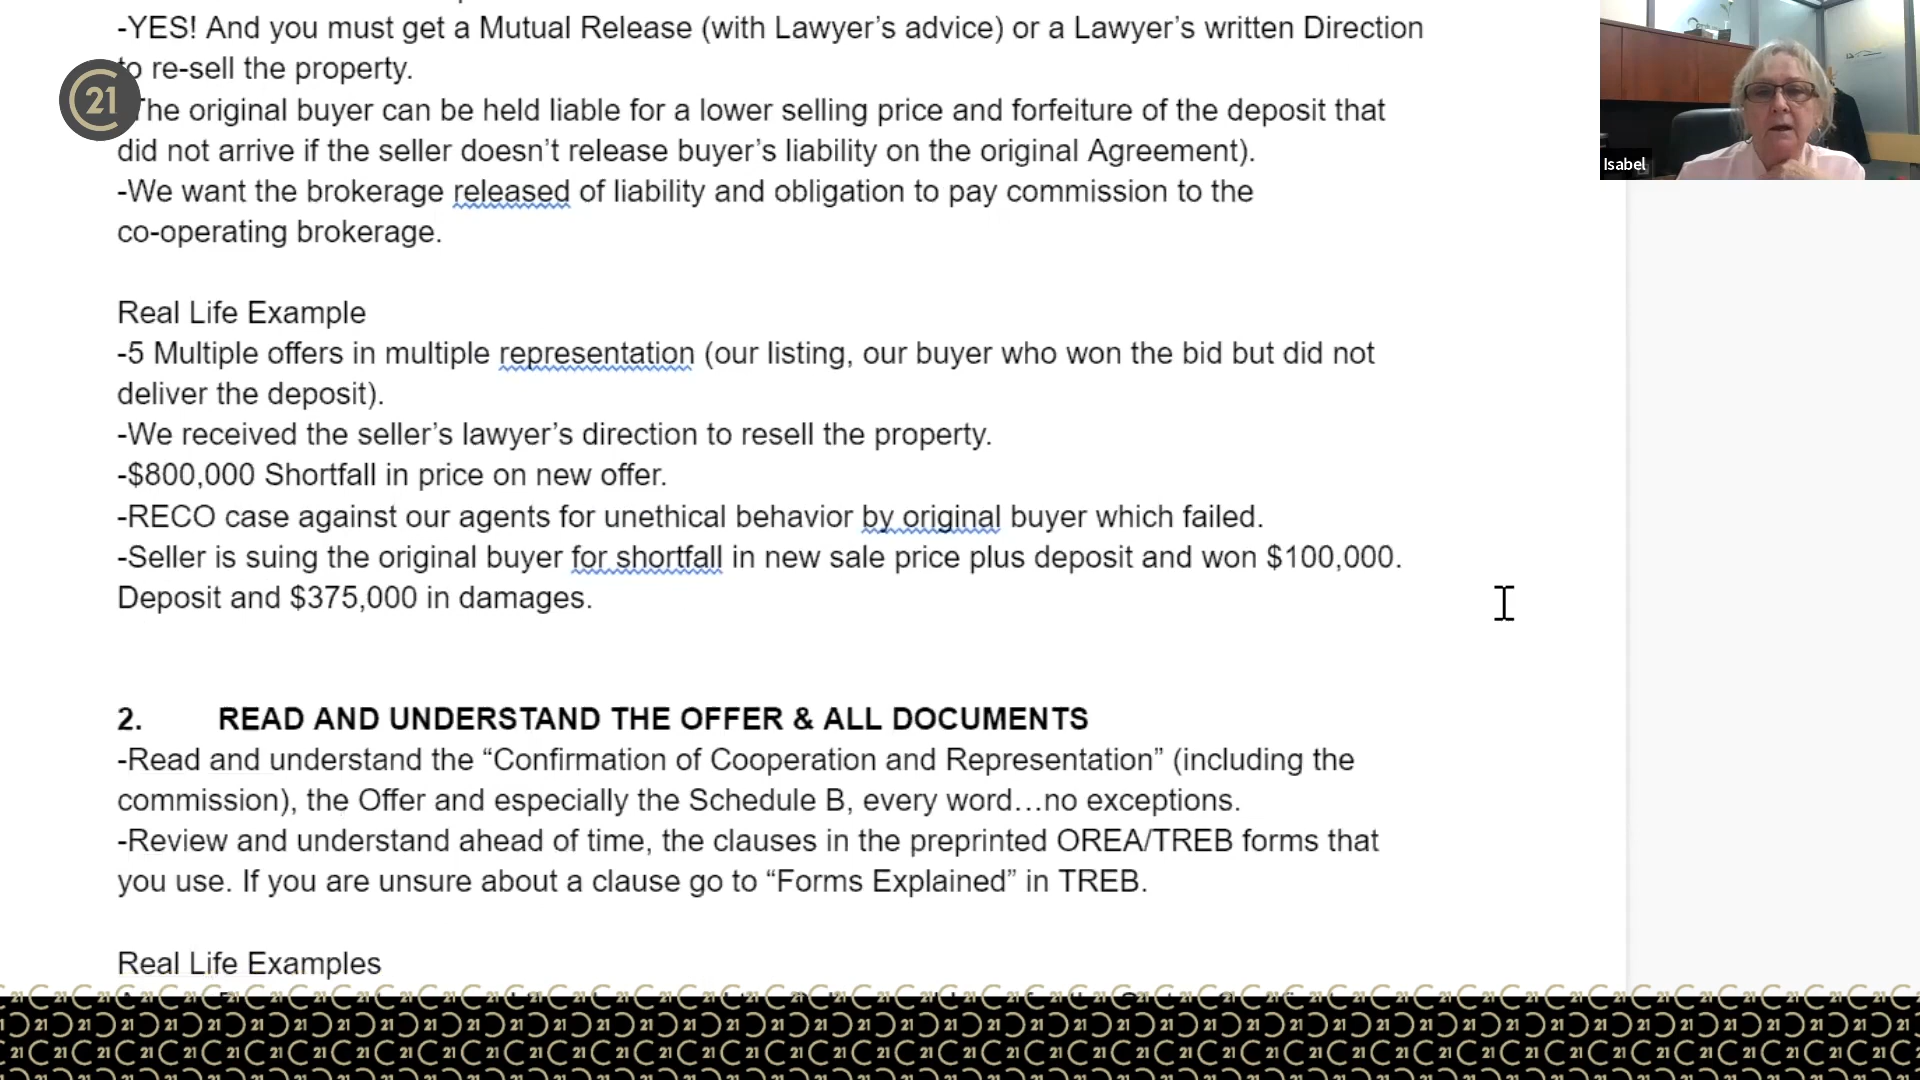 -YES! And you must get a Mutual Release (with Lawyer’s advice) or a Lawyer’s written Direction
to re-sell the property.
21
The original buyer can be held liable for a lower selling price and forfeiture of the deposit that
did not arrive if the seller doesn’t release buyer’s liability on the original Agreement).
-We want the brokerage released of liability and obligation to pay commission to the
co-operating brokerage.
Isabel
Real Life Example
-5 Multiple offers in multiple representation (our listing, our buyer who won the bid but did not
deliver the deposit).
-We received the seller’s lawyer’s direction to resell the property.
-$800,000 Shortfall in price on new offer.
-RECO case against our agents for unethical behavior by original buyer which failed.
-Seller is suing the original buyer for shortfall in new sale price plus deposit and won $100,000.
Deposit and $375,000 in damages.
2. READ AND UNDERSTAND THE OFFER & ALL DOCUMENTS
-Read and understand the “Confirmation of Cooperation and Representation” (including the
commission), the Offer and especially the Schedule B, every word…no exceptions.
-Review and understand ahead of time, the clauses in the preprinted OREA/TREB forms that
you use. If you are unsure about a clause go to “Forms Explained” in TREB.
Real Life Examples